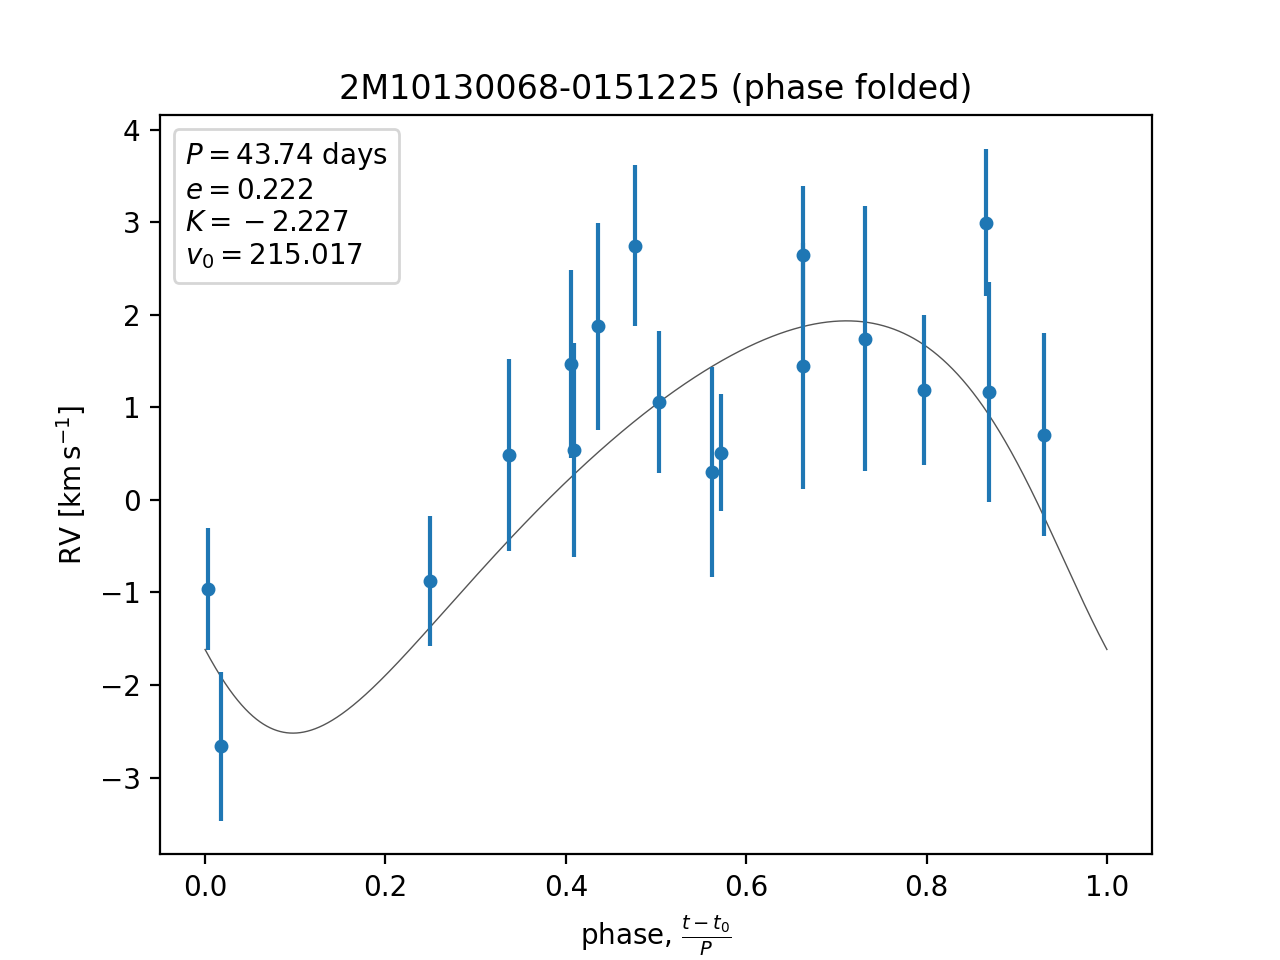 2M10130068-0151225 (phase folded)
P = 43.74 days
e = 0.222
K = −2.227
v₀ = 215.017
4
3
2
1
0
−1
−2
−3
RV [km s⁻¹]
0.0 0.2 0.4 0.6 0.8 1.0
phase, (t − t₀)/P